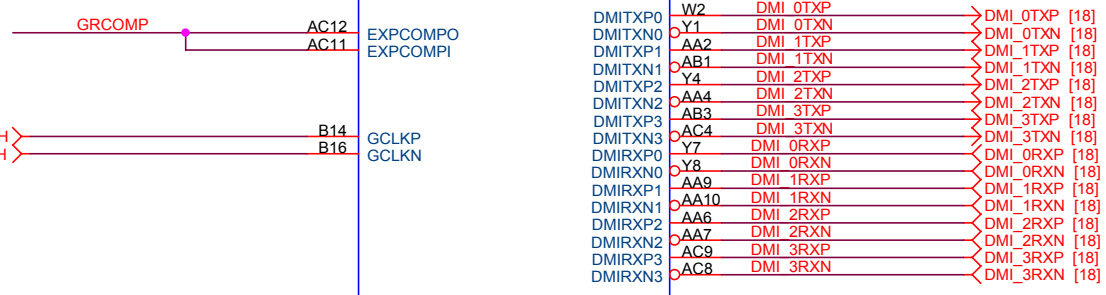 GRCOMP
AC12 EXPCOMPO
AC11 EXPCOMPI
B14 GCLKP
B16 GCLKN
DMITXP0 W2 DMI_0TXP DMI_0TXP [18]
DMITXN0 Y1 DMI_0TXN DMI_0TXN [18]
DMITXP1 AA2 DMI_1TXP DMI_1TXP [18]
DMITXN1 AB1 DMI_1TXN DMI_1TXN [18]
DMITXP2 Y4 DMI_2TXP DMI_2TXP [18]
DMITXN2 AA4 DMI_2TXN DMI_2TXN [18]
DMITXP3 AB3 DMI_3TXP DMI_3TXP [18]
DMITXN3 AC4 DMI_3TXN DMI_3TXN [18]
DMIRXP0 Y7 DMI_0RXP DMI_0RXP [18]
DMIRXN0 Y8 DMI_0RXN DMI_0RXN [18]
DMIRXP1 AA9 DMI_1RXP DMI_1RXP [18]
DMIRXN1 AA10 DMI_1RXN DMI_1RXN [18]
DMIRXP2 AA6 DMI_2RXP DMI_2RXP [18]
DMIRXN2 AA7 DMI_2RXN DMI_2RXN [18]
DMIRXP3 AC9 DMI_3RXP DMI_3RXP [18]
DMIRXN3 AC8 DMI_3RXN DMI_3RXN [18]